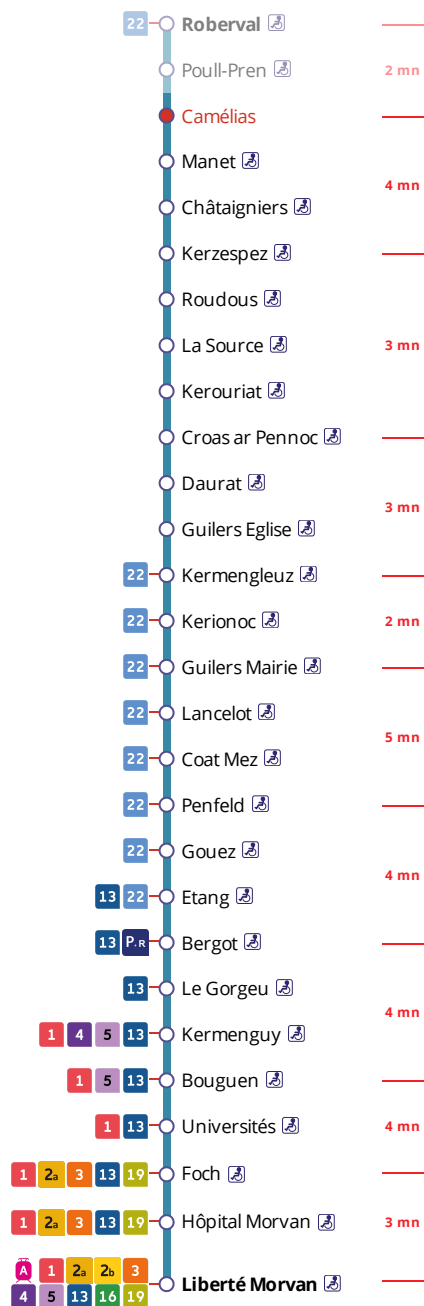 22 Roberval
Poull-Pren 2 mn
Camélias
Manet
4 mn
Châtaigniers
Kerzespez
Roudous
La Source 3 mn
Kerouriat
Croas ar Pennoc
Daurat
3 mn
Guilers Eglise
22 Kermengleuz
22 Kerionoc 2 mn
22 Guilers Mairie
22 Lancelot
5 mn
22 Coat Mez
22 Penfeld
22 Gouez
4 mn
13 22 Etang
13 P+R Bergot
13 Le Gorgeu
4 mn
1 4 5 13 Kermenguy
1 5 13 Bouguen
1 13 Universités 4 mn
1 2a 3 13 19 Foch
1 2a 3 13 19 Hôpital Morvan 3 mn
A 1 2a 2b 3
4 5 13 16 19 Liberté Morvan